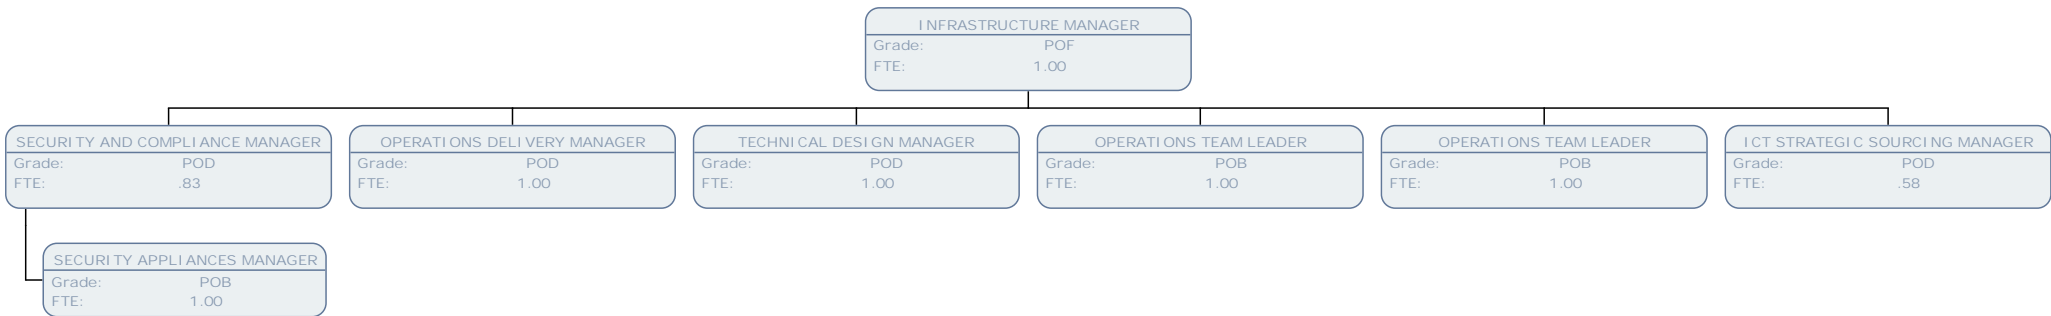 INFRASTRUCTURE MANAGER
Grade: POF
FTE: 1.00
SECURITY AND COMPLIANCE MANAGER
Grade: POD
FTE: .83
OPERATIONS DELIVERY MANAGER
Grade: POD
FTE: 1.00
TECHNICAL DESIGN MANAGER
Grade: POD
FTE: 1.00
OPERATIONS TEAM LEADER
Grade: POB
FTE: 1.00
OPERATIONS TEAM LEADER
Grade: POB
FTE: 1.00
ICT STRATEGIC SOURCING MANAGER
Grade: POD
FTE: .58
SECURITY APPLIANCES MANAGER
Grade: POB
FTE: 1.00